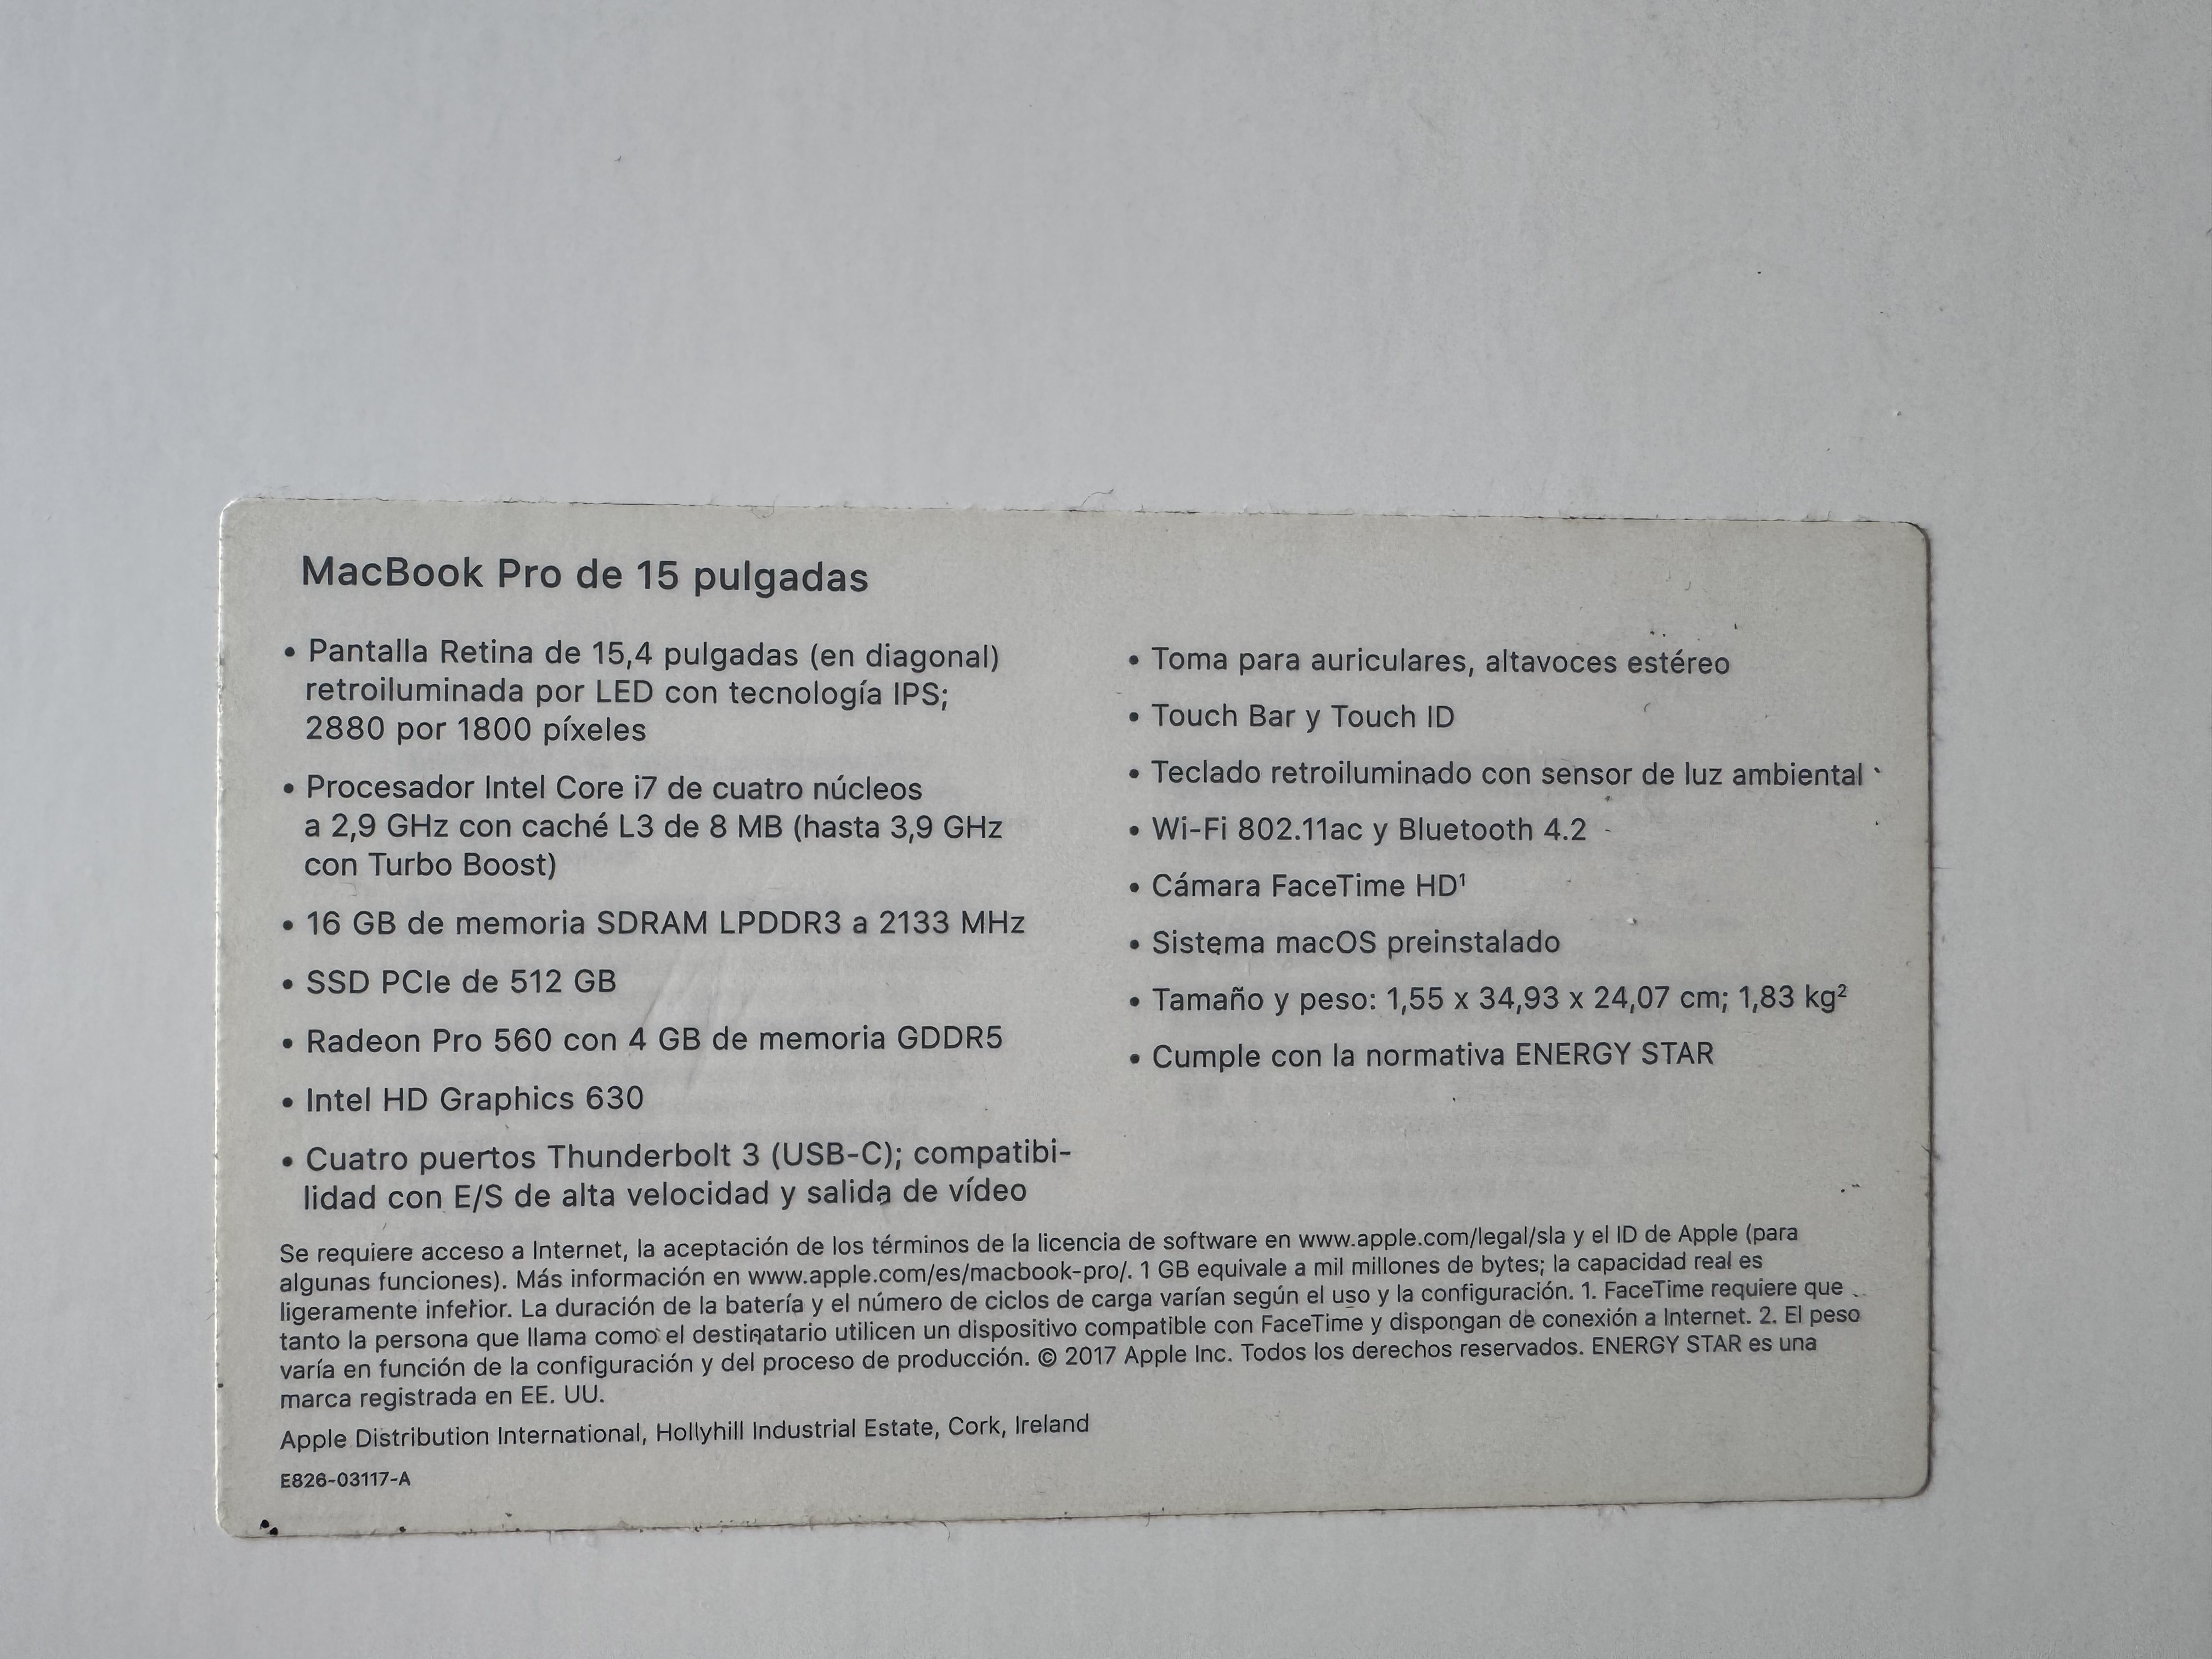 MacBook Pro de 15 pulgadas
• Pantalla Retina de 15,4 pulgadas (en diagonal)
retroiluminada por LED con tecnología IPS;
2880 por 1800 píxeles
• Procesador Intel Core i7 de cuatro núcleos
a 2,9 GHz con caché L3 de 8 MB (hasta 3,9 GHz
con Turbo Boost)
• 16 GB de memoria SDRAM LPDDR3 a 2133 MHz
• SSD PCIe de 512 GB
• Radeon Pro 560 con 4 GB de memoria GDDR5
• Intel HD Graphics 630
• Cuatro puertos Thunderbolt 3 (USB-C); compatibi-
lidad con E/S de alta velocidad y salida de vídeo
• Toma para auriculares, altavoces estéreo
• Touch Bar y Touch ID
• Teclado retroiluminado con sensor de luz ambiental
• Wi-Fi 802.11ac y Bluetooth 4.2
• Cámara FaceTime HD¹
• Sistema macOS preinstalado
• Tamaño y peso: 1,55 x 34,93 x 24,07 cm; 1,83 kg²
• Cumple con la normativa ENERGY STAR
Se requiere acceso a Internet, la aceptación de los términos de la licencia de software en www.apple.com/legal/sla y el ID de Apple (para
algunas funciones). Más información en www.apple.com/es/macbook-pro/. 1 GB equivale a mil millones de bytes; la capacidad real es
ligeramente inferior. La duración de la batería y el número de ciclos de carga varían según el uso y la configuración. 1. FaceTime requiere que
tanto la persona que llama como el destinatario utilicen un dispositivo compatible con FaceTime y dispongan de conexión a Internet. 2. El peso
varía en función de la configuración y del proceso de producción. © 2017 Apple Inc. Todos los derechos reservados. ENERGY STAR es una
marca registrada en EE. UU.
Apple Distribution International, Hollyhill Industrial Estate, Cork, Ireland
E826-03117-A